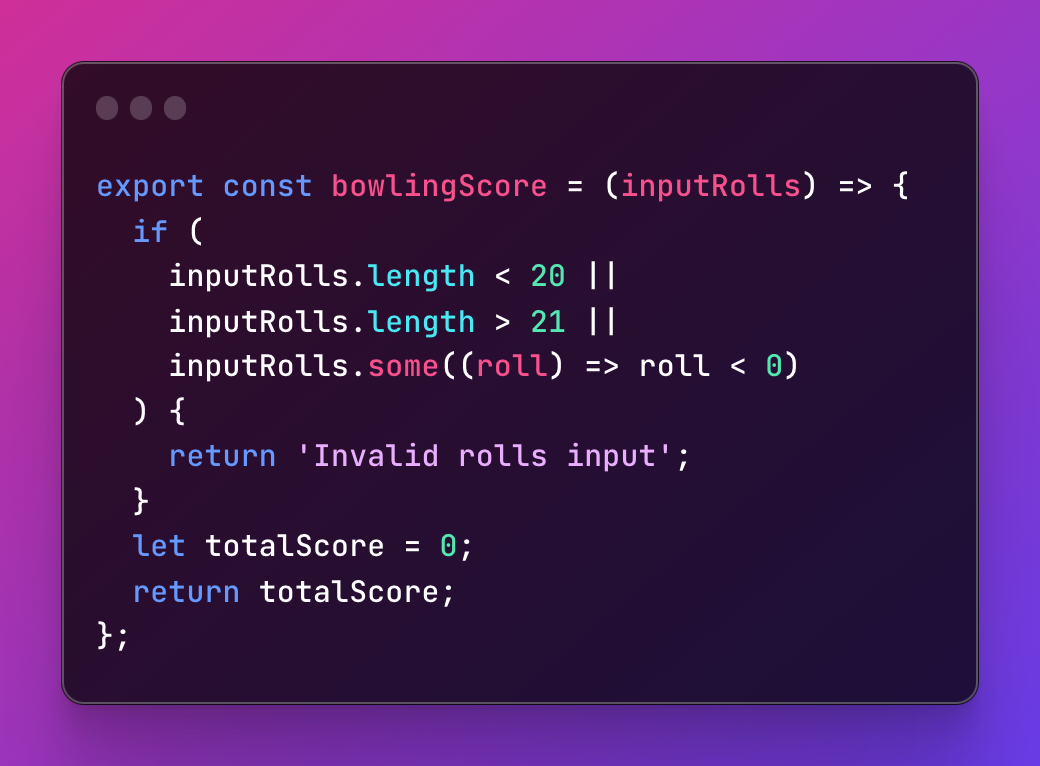 export const bowlingScore = (inputRolls) => {
  if (
    inputRolls.length < 20 ||
    inputRolls.length > 21 ||
    inputRolls.some((roll) => roll < 0)
  ) {
    return 'Invalid rolls input';
  }
  let totalScore = 0;
  return totalScore;
};